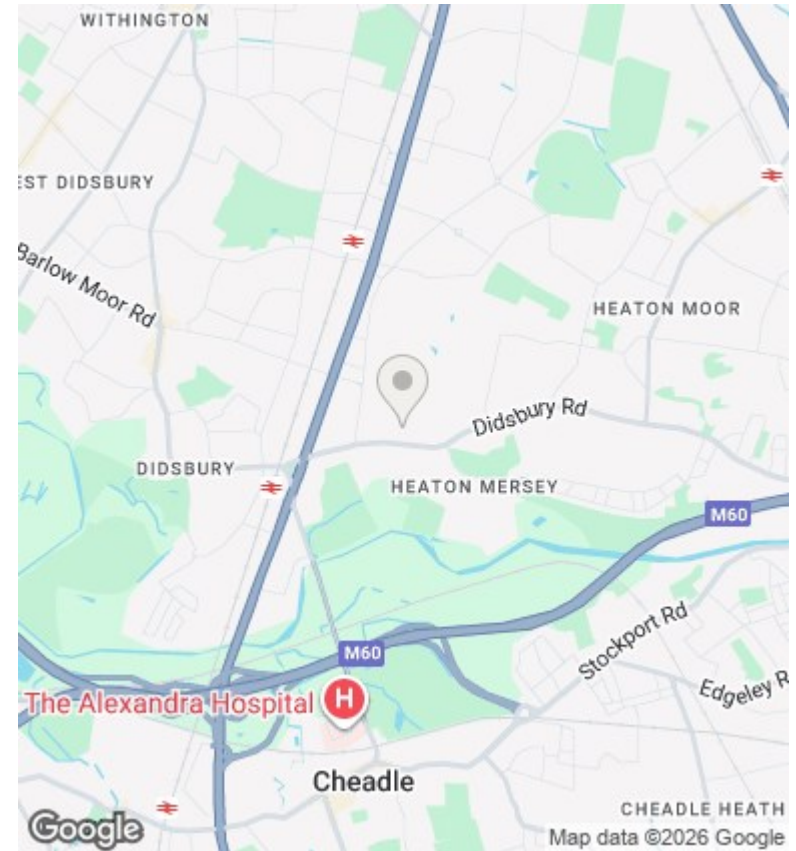 WITHINGTON
EST DIDSBURY
Barlow Moor Rd
HEATON MOOR
Didsbury Rd
DIDSBURY
HEATON MERSEY
M60
Stockport Rd
M60
The Alexandra Hospital
H
Edgeley R
Cheadle
CHEADLE HEATH
Google
Map data ©2026 Google